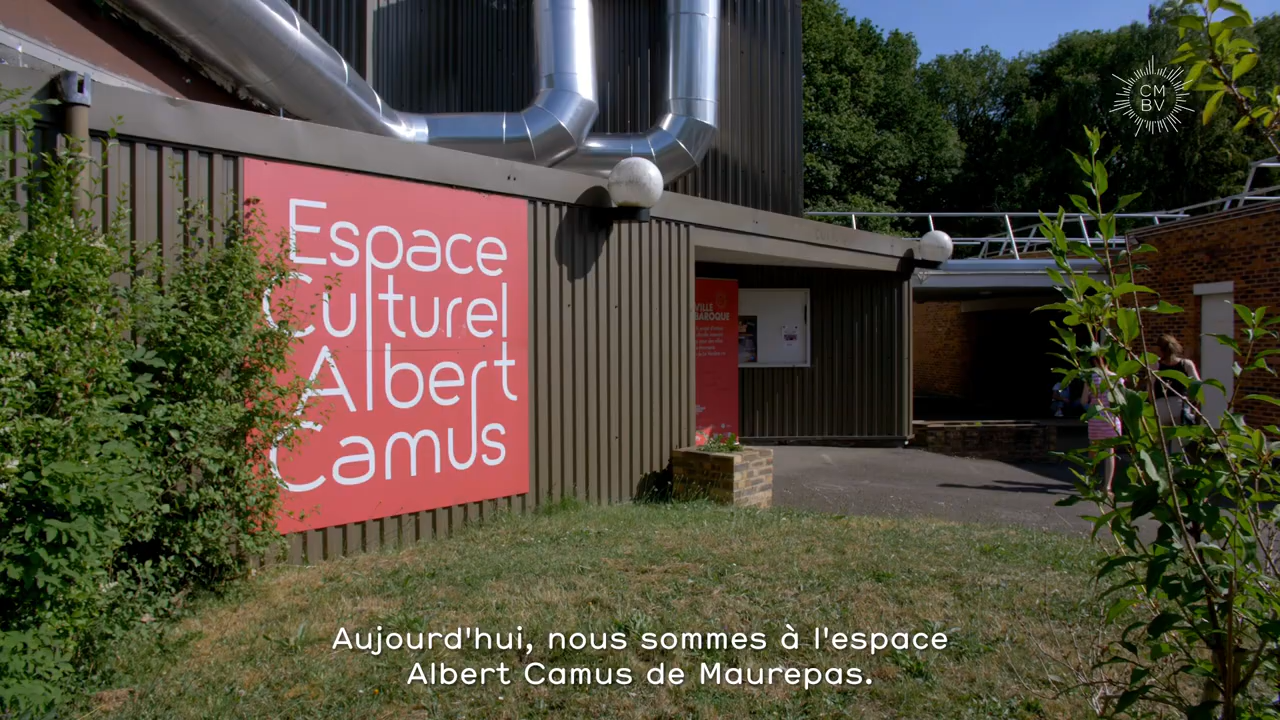 CM
BV
Espace
Culturel
Albert
Camus
VILLE
BAROQUE
Aujourd'hui, nous sommes à l'espace
Albert Camus de Maurepas.